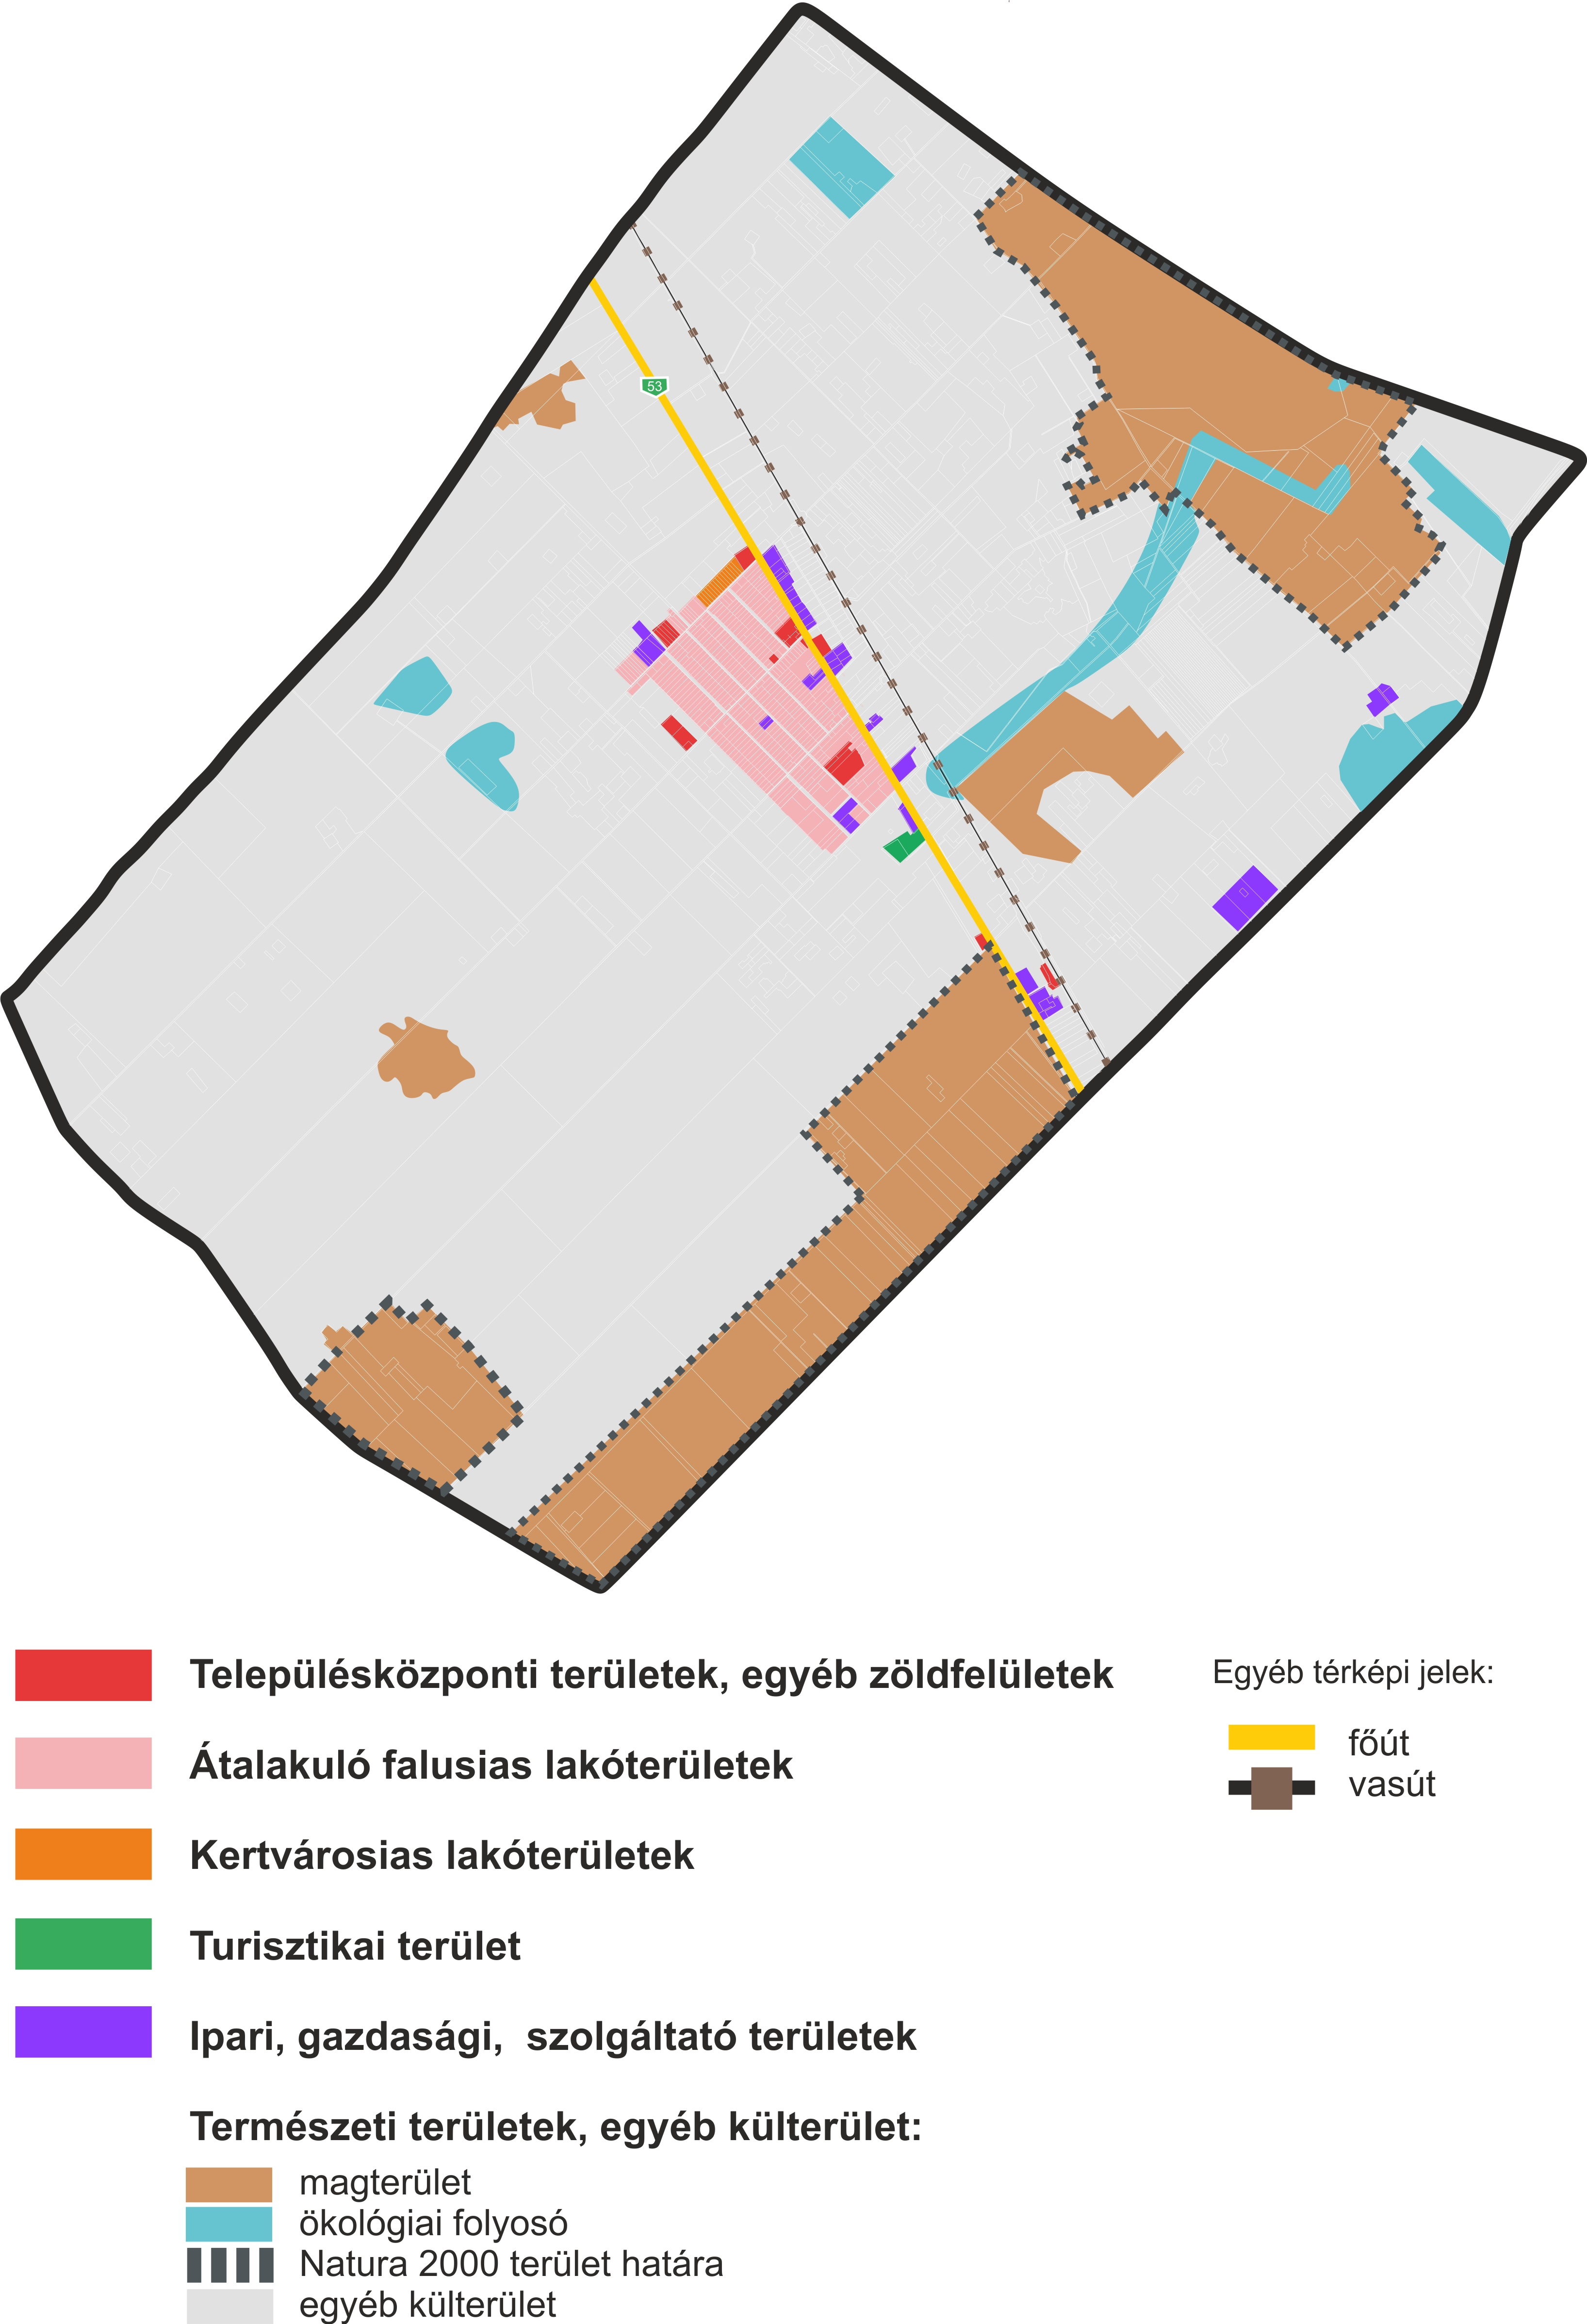 53
Településközponti területek, egyéb zöldfelületek
Átalakuló falusias lakóterületek
Kertvárosias lakóterületek
Turisztikai terület
Ipari, gazdasági,  szolgáltató területek
Természeti területek, egyéb külterület:
magterület
ökológiai folyosó
Natura 2000 terület határa
egyéb külterület
Egyéb térképi jelek:
főút
vasút